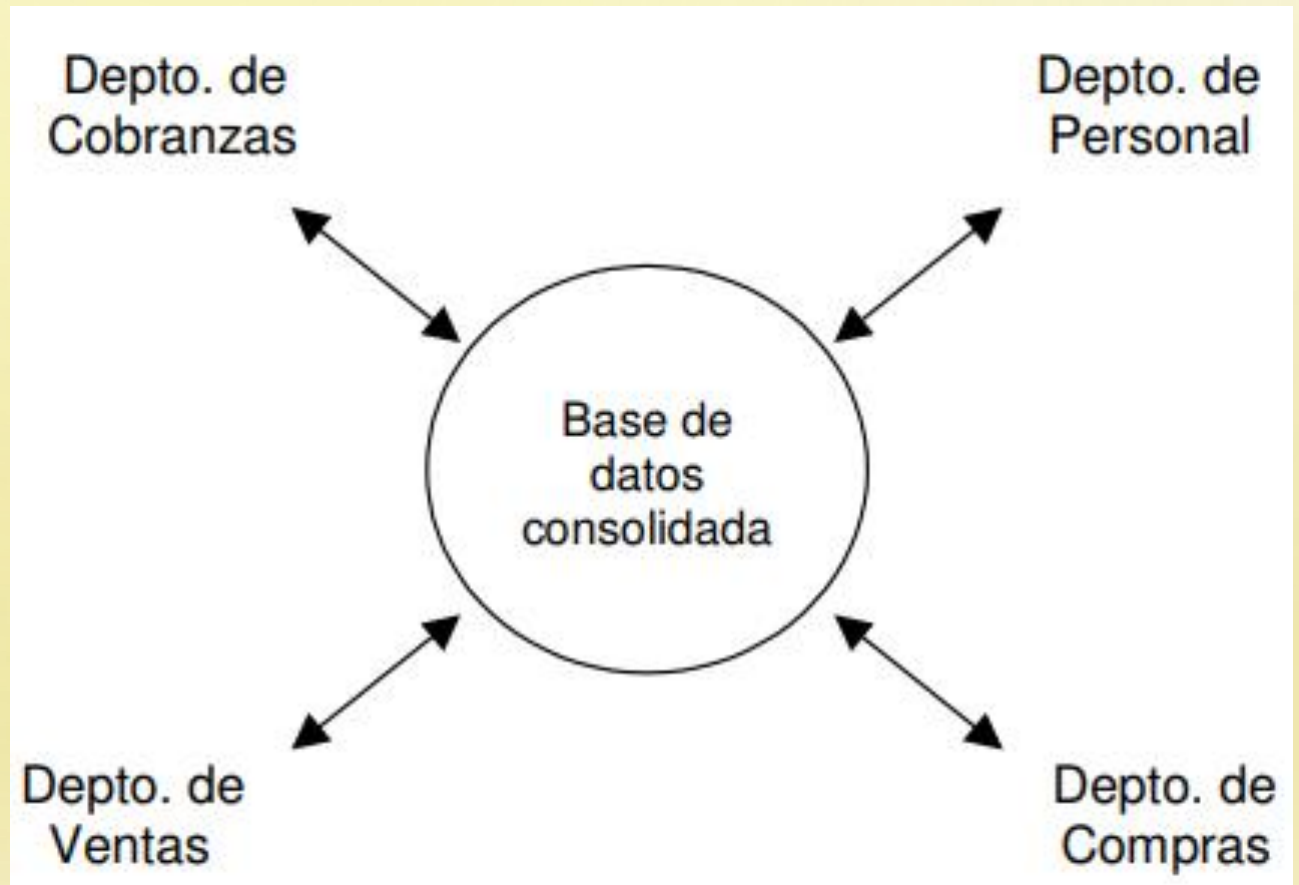 Depto. de
Cobranzas
Depto. de
Personal
Base de
datos
consolidada
Depto. de
Ventas
Depto. de
Compras